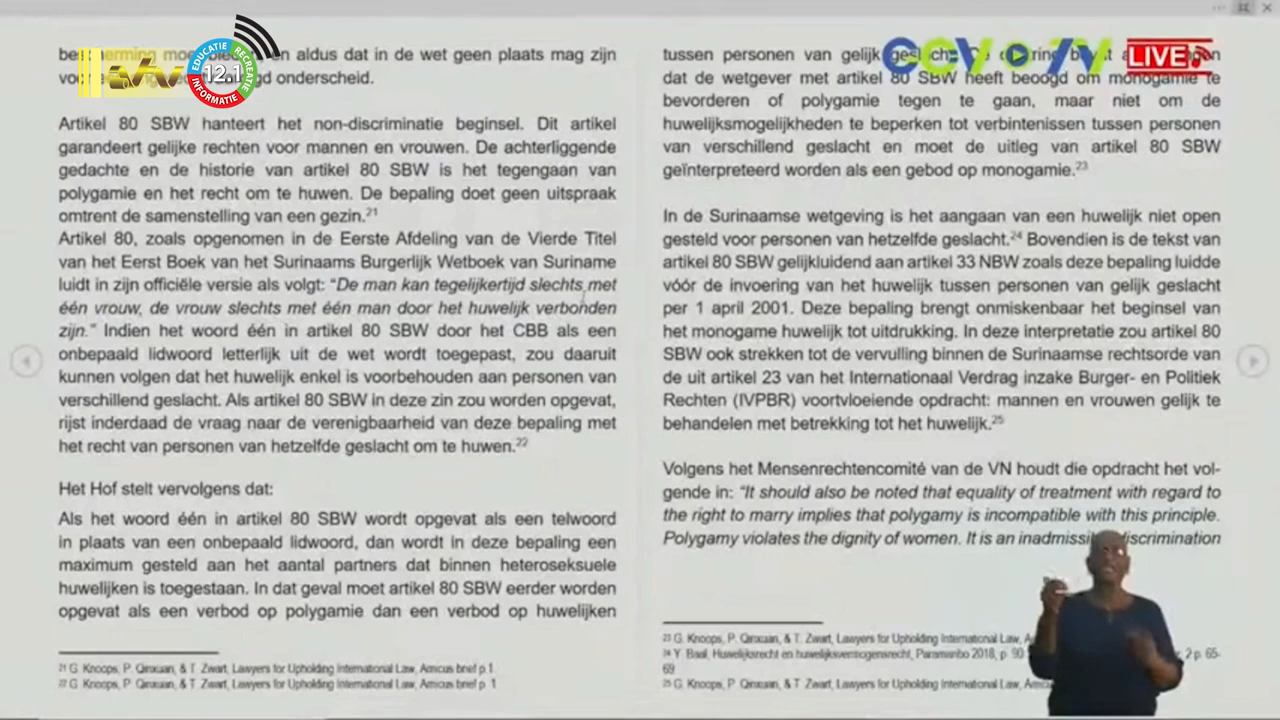 12.1
EDUCATIE
RECREATIE
INFORMATIE
LIVE
en aldus dat in de wet geen plaats mag zijn
onderscheid.
Artikel 80 SBW hanteert het non-discriminatie beginsel. Dit artikel
garandeert gelijke rechten voor mannen en vrouwen. De achterliggende
gedachte en de historie van artikel 80 SBW is het tegengaan van
polygamie en het recht om te huwen. De bepaling doet geen uitspraak
omtrent de samenstelling van een gezin.21
Artikel 80, zoals opgenomen in de Eerste Afdeling van de Vierde Titel
van het Eerst Boek van het Surinaams Burgerlijk Wetboek van Suriname
luidt in zijn officiële versie als volgt: “De man kan tegelijkertijd slechts met
één vrouw, de vrouw slechts met één man door het huwelijk verbonden
zijn.” Indien het woord één in artikel 80 SBW door het CBB als een
onbepaald lidwoord letterlijk uit de wet wordt toegepast, zou daaruit
kunnen volgen dat het huwelijk enkel is voorbehouden aan personen van
verschillend geslacht. Als artikel 80 SBW in deze zin zou worden opgevat,
rijst inderdaad de vraag naar de verenigbaarheid van deze bepaling met
het recht van personen van hetzelfde geslacht om te huwen.22
Het Hof stelt vervolgens dat:
Als het woord één in artikel 80 SBW wordt opgevat als een telwoord
in plaats van een onbepaald lidwoord, dan wordt in deze bepaling een
maximum gesteld aan het aantal partners dat binnen heteroseksuele
huwelijken is toegestaan. In dat geval moet artikel 80 SBW eerder worden
opgevat als een verbod op polygamie dan een verbod op huwelijken
21 G. Knoops, P. Qinxuan, & T. Zwart, Lawyers for Upholding International Law, Amicus brief p 1.
22 G. Knoops, P. Qinxuan, & T. Zwart, Lawyers for Upholding International Law, Amicus brief p. 1
tussen personen van gelijk
dat de wetgever met artikel 80 SBW heeft beoogd om monogamie te
bevorderen of polygamie tegen te gaan, maar niet om de
huwelijksmogelijkheden te beperken tot verbintenissen tussen personen
van verschillend geslacht en moet de uitleg van artikel 80 SBW
geïnterpreteerd worden als een gebod op monogamie.23
In de Surinaamse wetgeving is het aangaan van een huwelijk niet open
gesteld voor personen van hetzelfde geslacht.24 Bovendien is de tekst van
artikel 80 SBW gelijkluidend aan artikel 33 NBW zoals deze bepaling luidde
vóór de invoering van het huwelijk tussen personen van gelijk geslacht
per 1 april 2001. Deze bepaling brengt onmiskenbaar het beginsel van
het monogame huwelijk tot uitdrukking. In deze interpretatie zou artikel 80
SBW ook strekken tot de vervulling binnen de Surinaamse rechtsorde van
de uit artikel 23 van het Internationaal Verdrag inzake Burger- en Politiek
Rechten (IVPBR) voortvloeiende opdracht: mannen en vrouwen gelijk te
behandelen met betrekking tot het huwelijk.25
Volgens het Mensenrechtencomité van de VN houdt die opdracht het vol-
gende in: “It should also be noted that equality of treatment with regard to
the right to marry implies that polygamy is incompatible with this principle.
Polygamy violates the dignity of women. It is an discrimination
23 G. Knoops, P. Qinxuan, & T. Zwart, Lawyers for Upholding International Law,
24 Y. Baal, Huwelijksrecht en huwelijksvermogensrecht, Paramaribo 2018, p. 90 2 p. 65-
69
25 G. Knoops, P. Qinxuan, & T. Zwart, Lawyers for Upholding International Law,